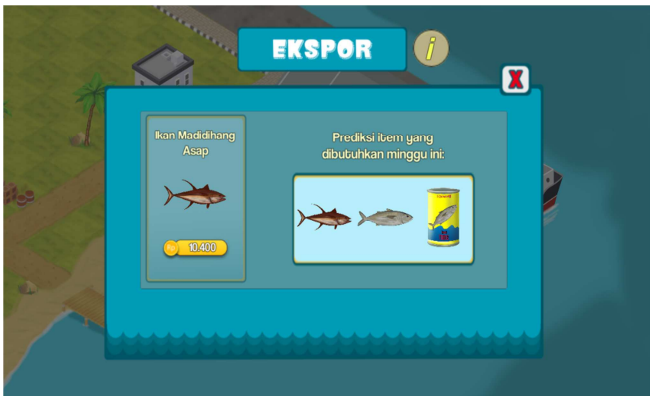 EKSPOR
i
X
Ikan Madidihang
Asap
10.400
Prediksi item yang
dibutuhkan minggu ini: